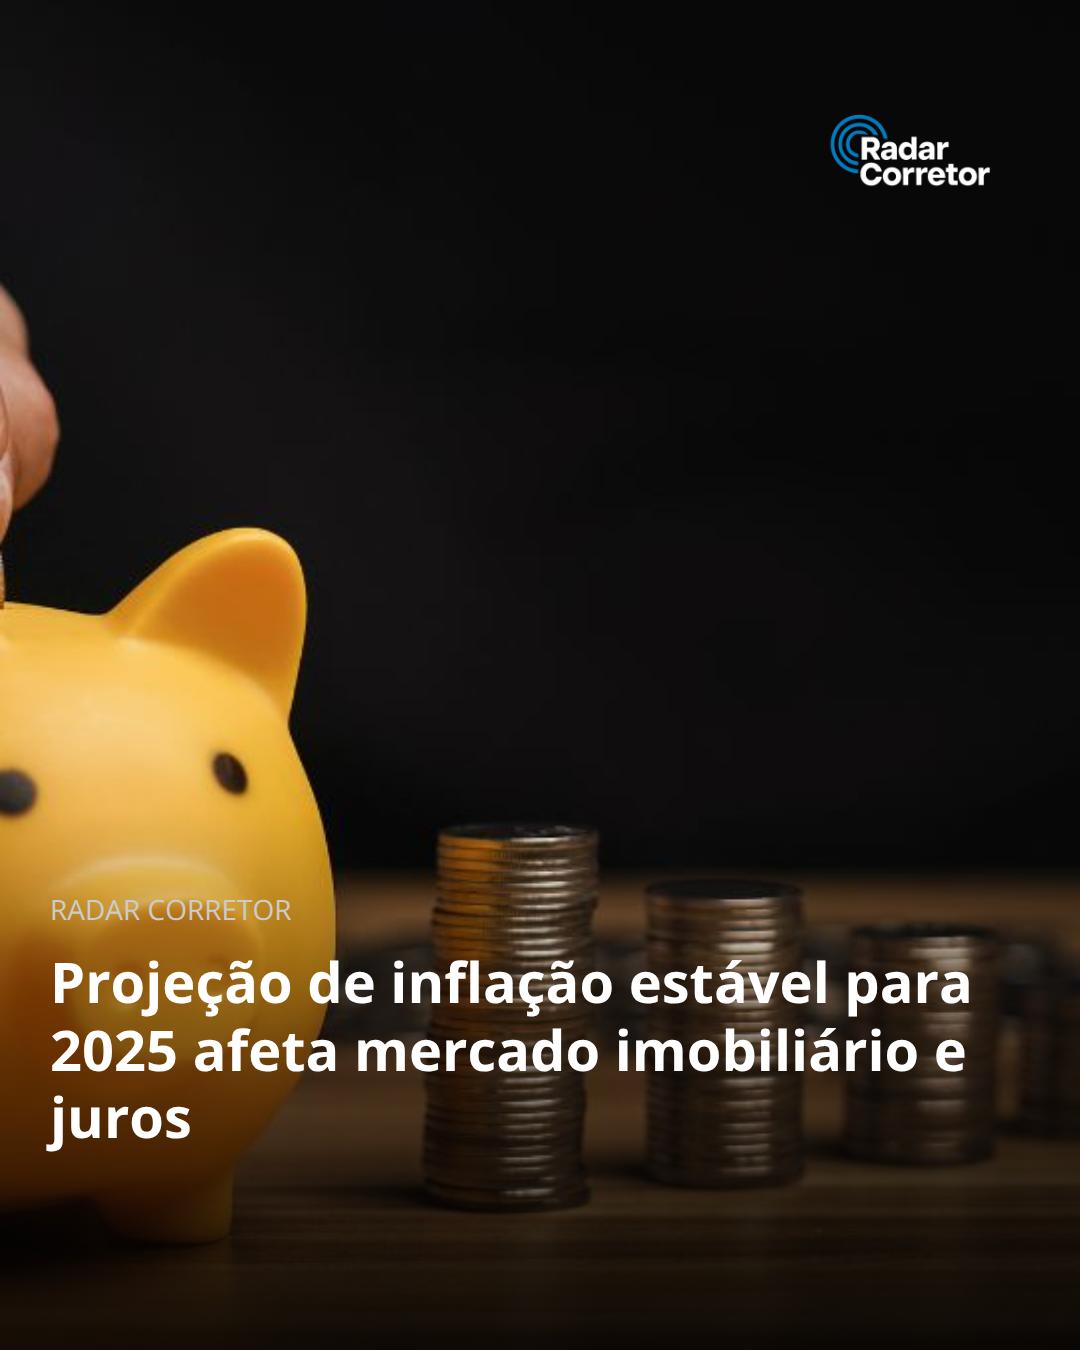 Radar
Corretor
RADAR CORRETOR
Projeção de inflação estável para
2025 afeta mercado imobiliário e
juros